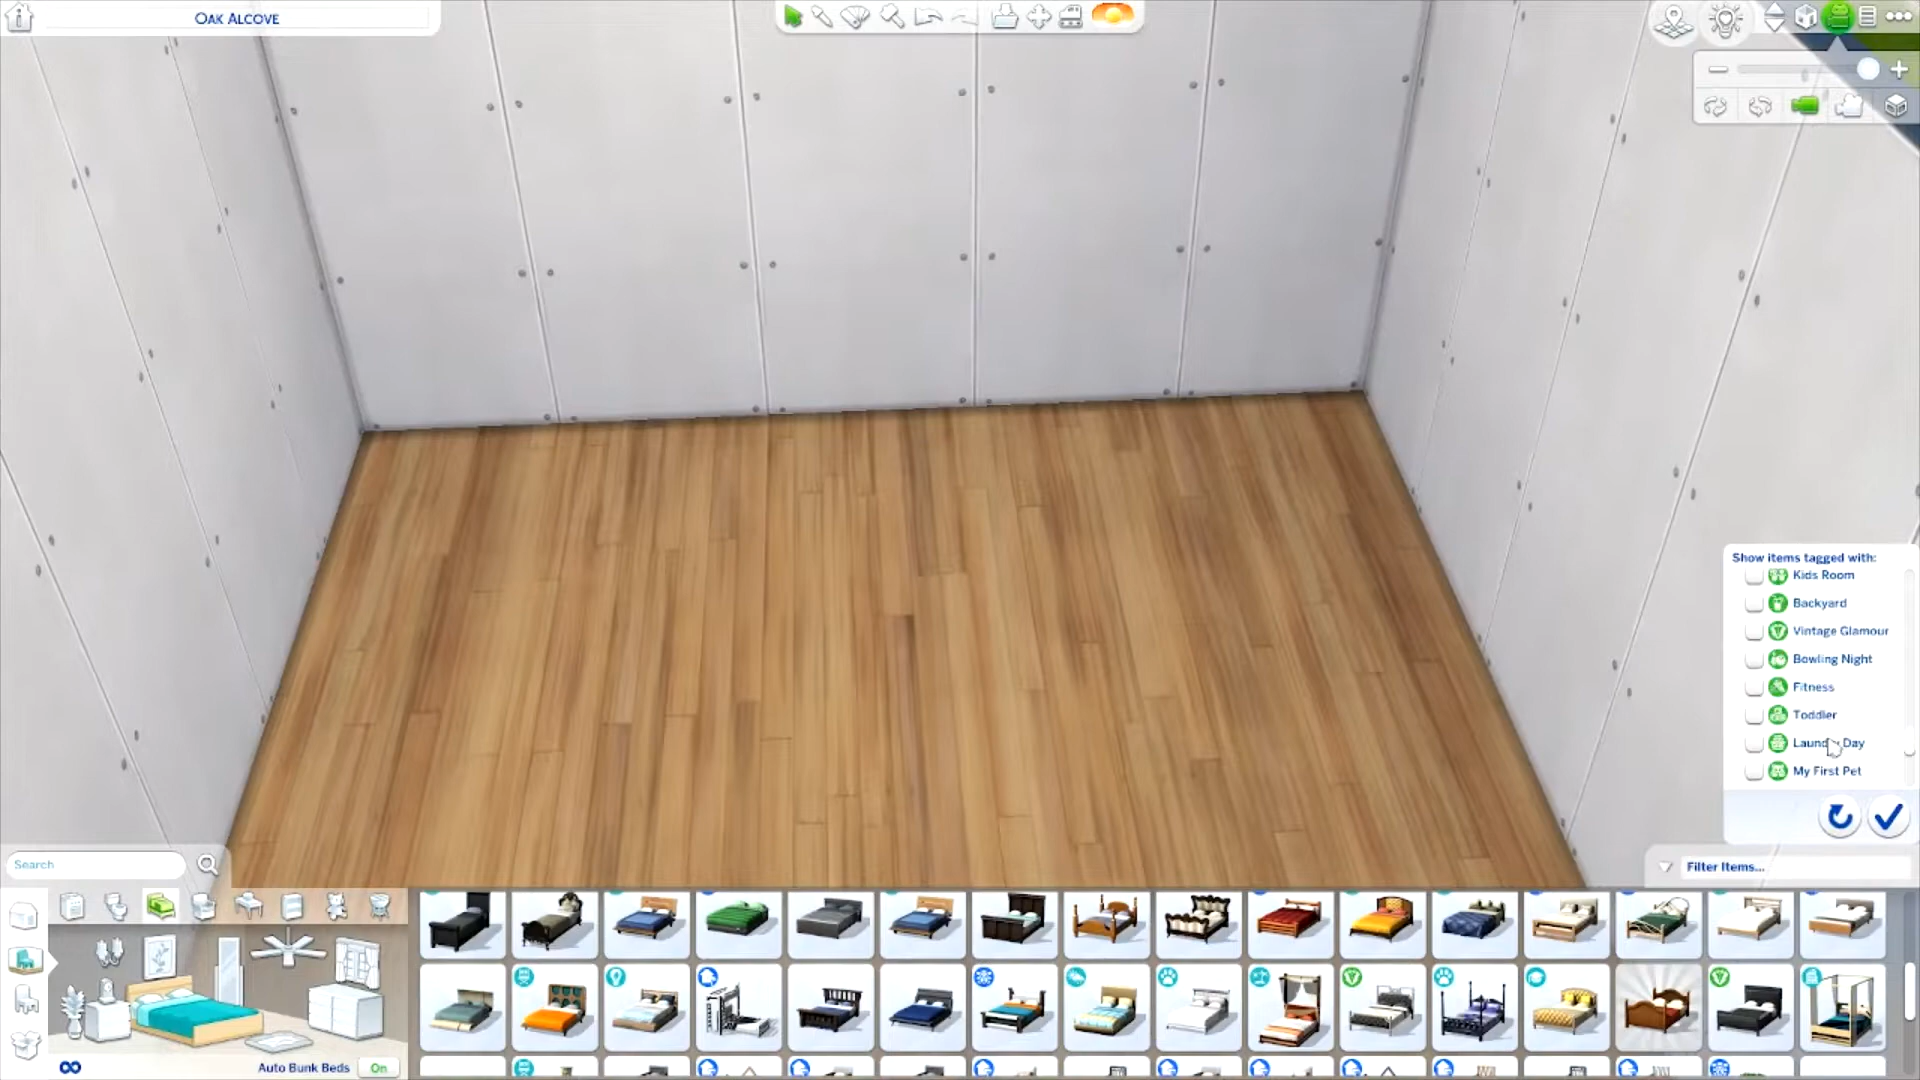 Oak Alcove
Show items tagged with:
Kids Room
Backyard
Vintage Glamour
Bowling Night
Fitness
Toddler
Laundry Day
My First Pet
Search
Filter Items...
Auto Bunk Beds
On